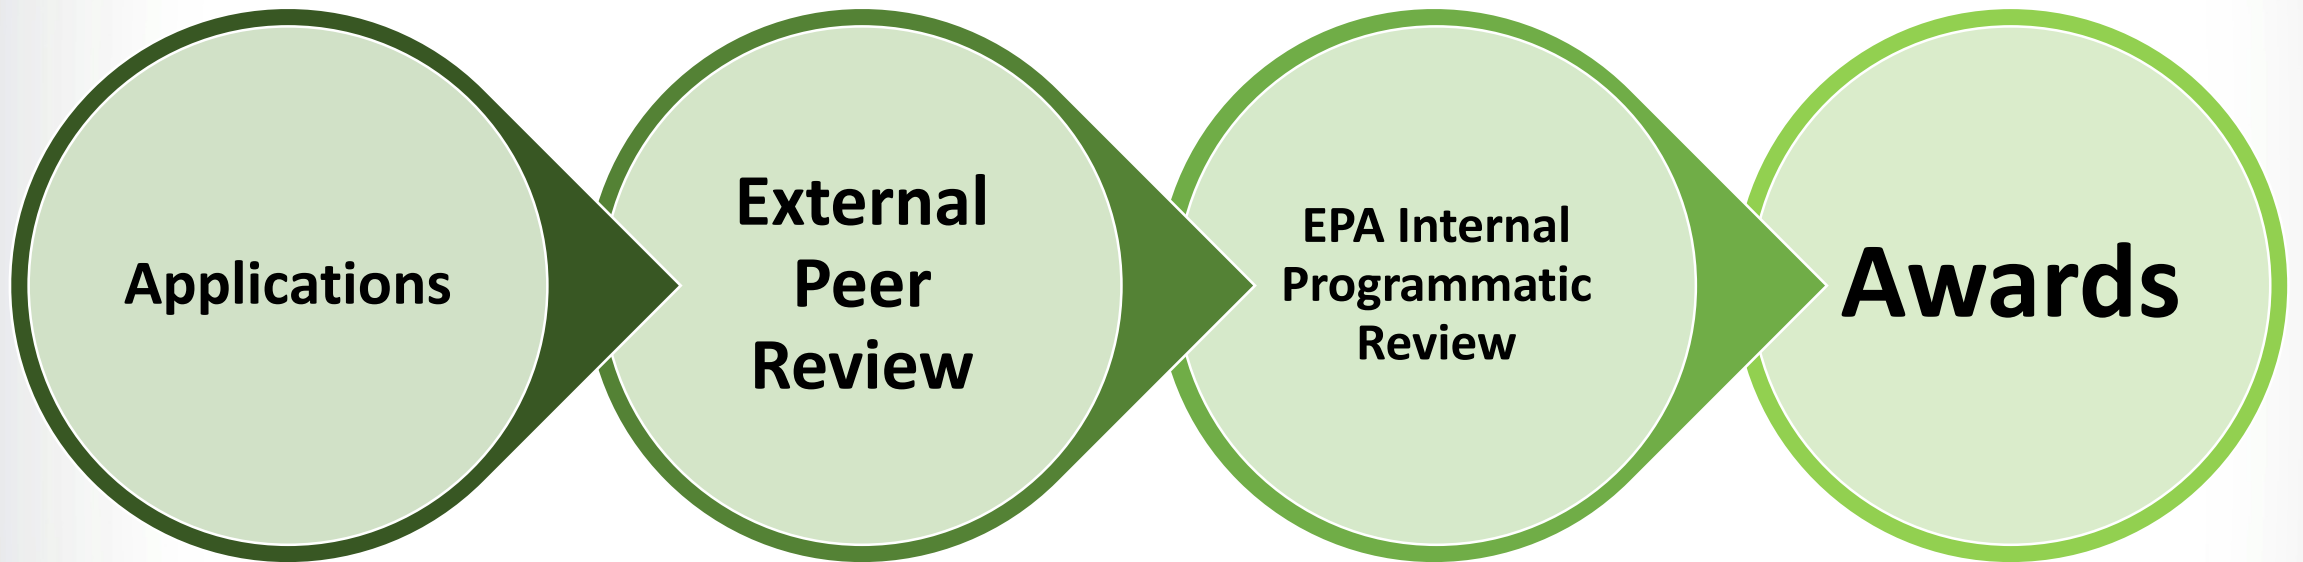 Applications
External
Peer
Review
EPA Internal
Programmatic
Review
Awards